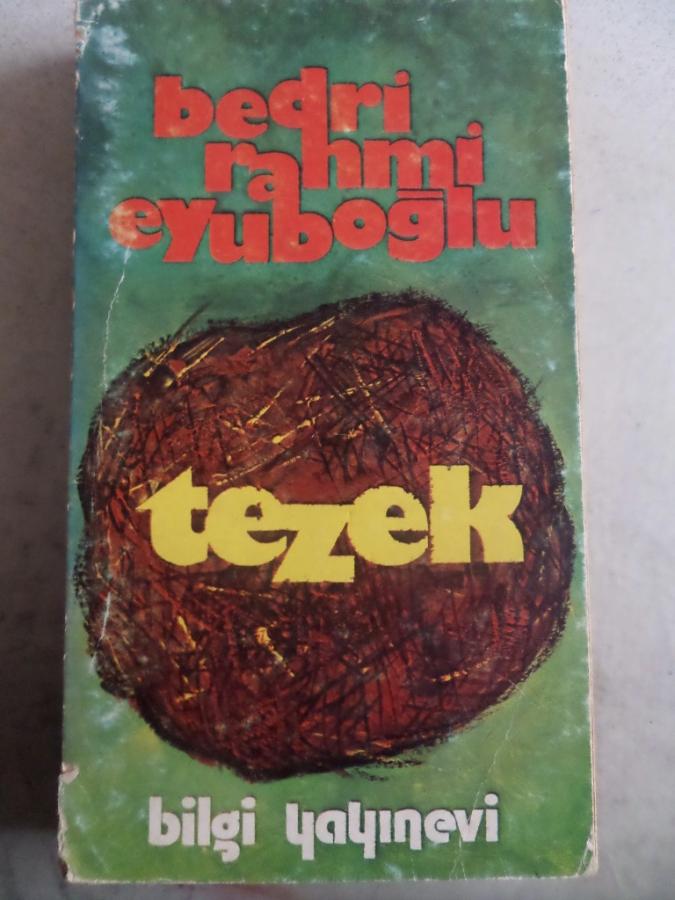 bedri
rahmi
eyuboğlu
tezek
bilgi yayınevi